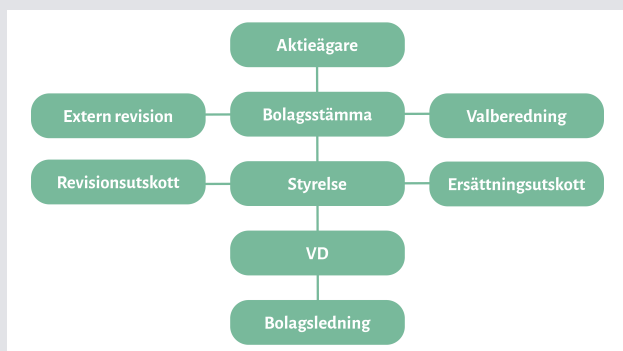 Aktieägare
Extern revision
Bolagsstämma
Valberedning
Revisionsutskott
Styrelse
Ersättningsutskott
VD
Bolagsledning